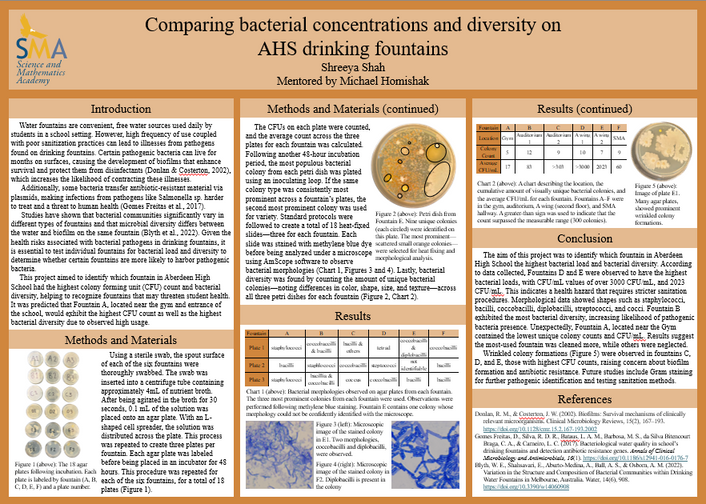 Comparing bacterial concentrations and diversity on
AHS drinking fountains
Shreeya Shah
Mentored by Michael Homishak
SMA
Science and
Mathematics
Academy
Introduction
Water fountains are convenient, free water sources used daily by
students in a school setting. However, high frequency of use coupled
with poor sanitization practices can lead to illnesses from pathogens
found on drinking fountains. Certain pathogenic bacteria can live for
months on surfaces, causing the development of biofilms that enhance
survival and protect them from disinfectants (Donlan & Costerton, 2002),
which increases the likelihood of contracting these illnesses.
Additionally, some bacteria transfer antibiotic-resistant material via
plasmids, making infections from pathogens like Salmonella sp. harder
to treat and a threat to human health (Gomes Freitas et al., 2017).
Studies have shown that bacterial communities significantly vary in
different types of fountains and that microbial diversity differs between
the water and biofilm on the same fountain (Blyth et al., 2022). Given the
health risks associated with bacterial pathogens in drinking fountains, it
is essential to test individual fountains for bacterial load and diversity to
determine whether certain fountains are more likely to harbor pathogenic
bacteria.
This project aimed to identify which fountain in Aberdeen High
School had the highest colony forming unit (CFU) count and bacterial
diversity, helping to recognize fountains that may threaten student health.
It was predicted that Fountain A, located near the gym and entrance of
the school, would exhibit the highest CFU count as well as the highest
bacterial diversity due to observed high usage.
Methods and Materials
Using a sterile swab, the spout surface
of each of the six fountains were
thoroughly swabbed. The swab was
inserted into a centrifuge tube containing
approximately 4mL of nutrient broth.
After being agitated in the broth for 30
seconds, 0.1 mL of the solution was
placed onto an agar plate. With an L-
shaped cell spreader, the solution was
distributed across the plate. This process
was repeated to create three plates per
fountain. Each agar plate was labeled
before being placed in an incubator for 48
hours. This procedure was repeated for
each of the six fountains, for a total of 18
plates (Figure 1).
Figure 1 (above): The 18 agar
plates following incubation. Each
plate is labeled by fountain (A, B,
C, D, E, F) and a plate number.
Methods and Materials (continued)
The CFUs on each plate were counted,
and the average count across the three
plates for each fountain was calculated.
Following another 48-hour incubation
period, the most populous bacterial
colony from each petri dish was plated
using an inoculating loop. If the same
colony type was consistently most
prominent across a fountain's plates, the
second most prominent colony was used
for variety. Standard protocols were
followed to create a total of 18 heat-fixed
slides—three for each fountain. Each
slide was stained with methylene blue dye
before being analyzed under a microscope
using AmScope software to observe
bacterial morphologies (Chart 1, Figures 3 and 4). Lastly, bacterial
diversity was found by counting the amount of unique bacterial
colonies—noting differences in color, shape, size, and texture—across
all three petri dishes for each fountain (Figure 2, Chart 2).
Figure 2 (above): Petri dish from
Fountain F. Nine unique colonies
(each circled) were identified on
this plate. The most prominent—
scattered small orange colonies—
were selected for heat fixing and
morphological analysis.
Results
Fountain A B C D E F
Plate 1 staphylococci coccobacilli & bacilli bacilli & others tetrad coccobacilli & diplobacilli coccobacilli
Plate 2 bacilli staphylococci coccobacilli streptococci not identifiable bacilli
Plate 3 staphylococci bacillus & coccobacilli coccus coccobacilli bacilli bacilli
Chart 1 (above): Bacterial morphologies observed on agar plates from each fountain.
The three most prominent colonies from each fountain were used. Observations were
performed following methylene blue staining. Fountain E contains one colony whose
morphology could not be confidently identified with the microscope.
Figure 3 (left): Microscopic
image of the stained colony
in E1. Two morphologies,
coccobacilli and diplobacilli,
were observed.
Figure 4 (right): Microscopic
image of the stained colony in
F2. Diplobacilli is present in
the colony
Results (continued)
Fountain A B C D E F
Location Gym Auditorium 1 Auditorium 2 A wing 1 A wing 2 SMA
Colony Count 5 12 9 10 7 9
Average CFU/mL 17 83 >303 >3000 2023 60
Chart 2 (above): A chart describing the location, the
cumulative amount of visually unique bacterial colonies, and
the average CFU/mL for each fountain. Fountains A–F were
in the gym, auditorium, A wing (second floor), and SMA
hallway. A greater-than sign was used to indicate that the
count surpassed the measurable range (300 colonies).
Figure 5 (above):
Image of plate E1.
Many agar plates,
showed prominent
wrinkled colony
formations.
Conclusion
The aim of this project was to identify which fountain in Aberdeen
High School the highest bacterial load and bacterial diversity. According
to data collected, Fountains D and E were observed to have the highest
bacterial loads, with CFU/mL values of over 3000 CFU/mL, and 2023
CFU/mL. This indicates a health hazard that requires stricter sanitation
procedures. Morphological data showed shapes such as staphylococci,
bacilli, coccobacilli, diplobacilli, streptococci, and cocci. Fountain B
exhibited the most bacterial diversity, increasing likelihood of pathogenic
bacteria presence. Unexpectedly, Fountain A, located near the Gym
contained the lowest unique colony counts and CFU/mL. Results suggest
the most-used fountain was cleaned more, while others were neglected.
Wrinkled colony formations (Figure 5) were observed in fountains C,
D, and E, those with highest CFU counts, raising concern about biofilm
formation and antibiotic resistance. Future studies include Gram staining
for further pathogenic identification and testing sanitation methods.
References
Donlan, R. M., & Costerton, J. W. (2002). Biofilms: Survival mechanisms of clinically
relevant microorganisms. Clinical Microbiology Reviews, 15(2), 167–193.
https://doi.org/10.1128/cmr.15.2.167-193.2002
Gomes Freitas, D., Silva, R. D. R., Bataus, L. A. M., Barbosa, M. S., da Silva Bitencourt
Braga, C. A., & Carneiro, L. C. (2017). Bacteriological water quality in school's
drinking fountains and detection antibiotic resistance genes. Annals of Clinical
Microbiology and Antimicrobials, 16(1). https://doi.org/10.1186/s12941-016-0176-7
Blyth, W. E., Shahsavari, E., Aburto-Medina, A., Ball, A. S., & Osborn, A. M. (2022).
Variation in the Structure and Composition of Bacterial Communities within Drinking
Water Fountains in Melbourne, Australia. Water, 14(6), 908.
https://doi.org/10.3390/w14060908